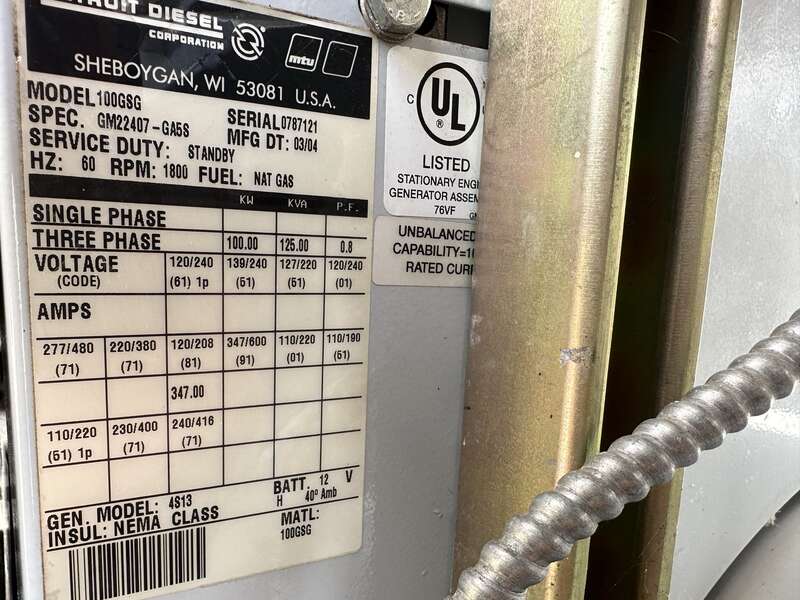 DIESEL
CORPORATION
mtu
SHEBOYGAN, WI 53081 U.S.A.
MODEL 100GSG
SPEC. GM22407-GA5S SERIAL 0787121
MFG DT: 03/04
SERVICE DUTY: STANDBY
HZ: 60 RPM: 1800 FUEL: NAT GAS
KW KVA P.F.
SINGLE PHASE
THREE PHASE 100.00 125.00 0.8
VOLTAGE 120/240 139/240 127/220 120/240
(CODE) (61) 1p (51) (51) (01)
AMPS
277/480 220/380 120/208 347/600 110/220 110/190
(71) (71) (81) (91) (01) (51)
347.00
110/220 230/400 240/416
(61) 1p (71) (71)
BATT. 12 V
GEN. MODEL: 4S13 H 40º Amb
INSUL: NEMA CLASS MATL:
100GSG
C UL
LISTED
STATIONARY
GENERATOR
76VF
UNBALANCED
RATED